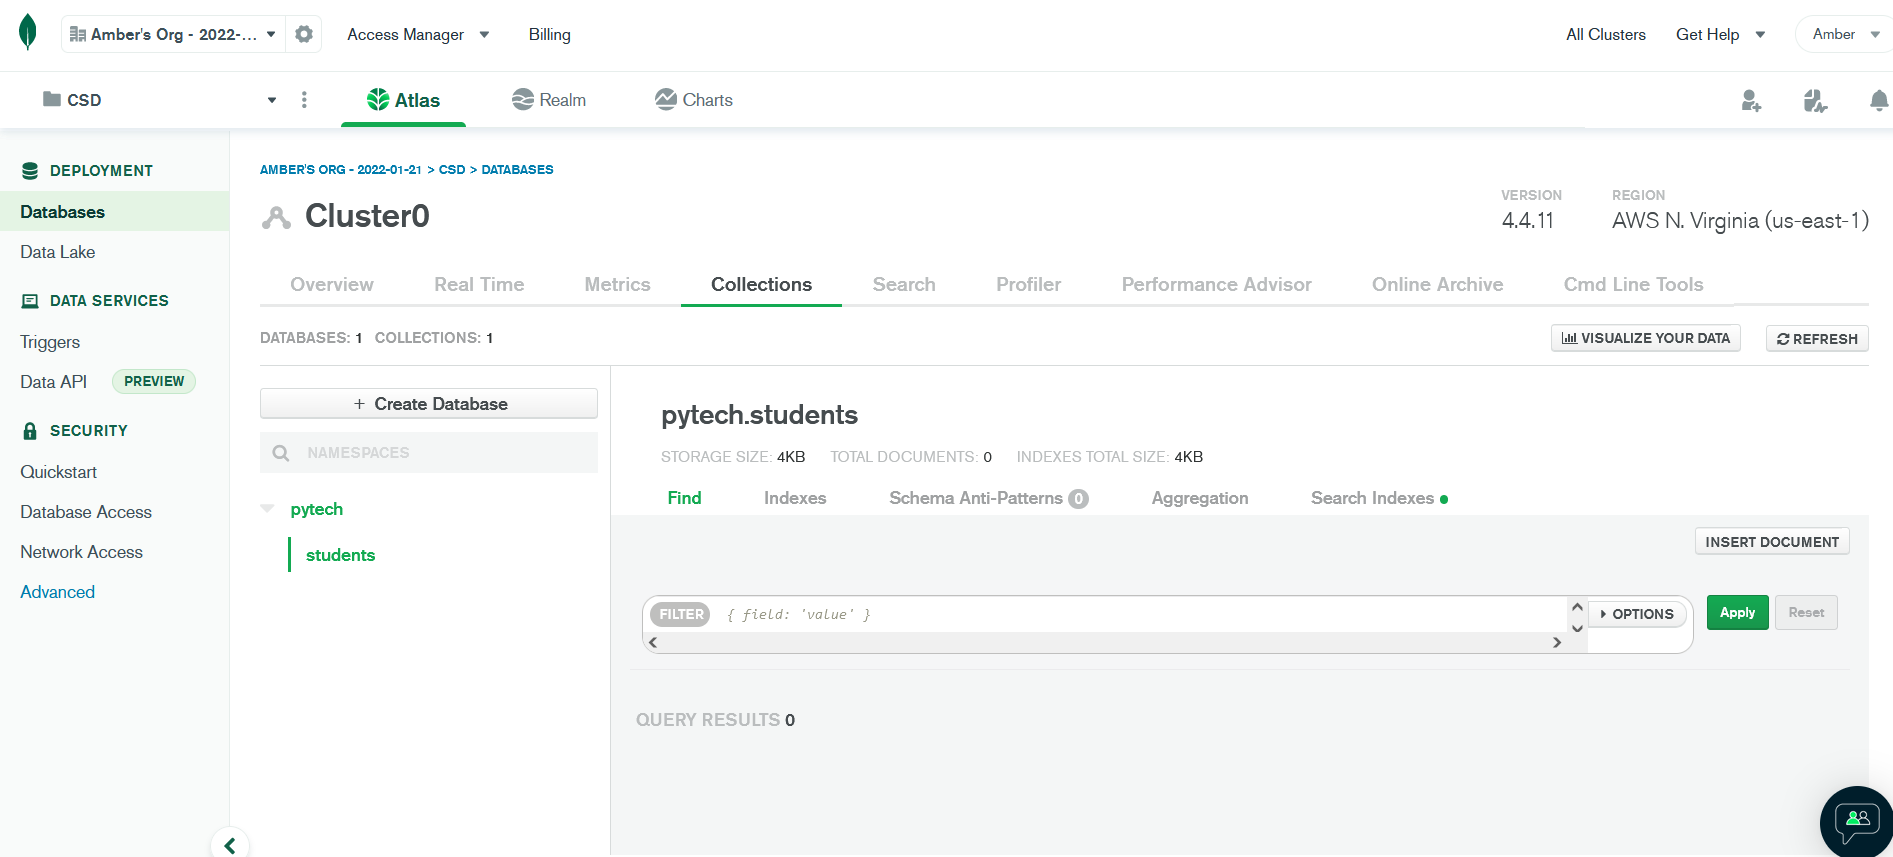 Amber's Org - 2022-...
Access Manager
Billing
All Clusters
Get Help
Amber
CSD
Atlas
Realm
Charts
DEPLOYMENT
Databases
Data Lake
DATA SERVICES
Triggers
Data API PREVIEW
SECURITY
Quickstart
Database Access
Network Access
Advanced
AMBER'S ORG - 2022-01-21 > CSD > DATABASES
Cluster0
VERSION
4.4.11
REGION
AWS N. Virginia (us-east-1)
Overview
Real Time
Metrics
Collections
Search
Profiler
Performance Advisor
Online Archive
Cmd Line Tools
DATABASES: 1 COLLECTIONS: 1
VISUALIZE YOUR DATA
REFRESH
+ Create Database
NAMESPACES
pytech
students
pytech.students
STORAGE SIZE: 4KB TOTAL DOCUMENTS: 0 INDEXES TOTAL SIZE: 4KB
Find
Indexes
Schema Anti-Patterns 0
Aggregation
Search Indexes
INSERT DOCUMENT
FILTER { field: 'value' }
OPTIONS
Apply
Reset
QUERY RESULTS 0